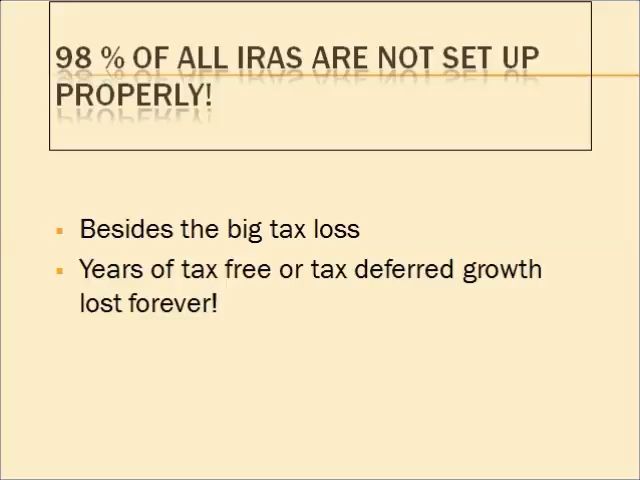 98 % OF ALL IRAS ARE NOT SET UP
PROPERLY!
Besides the big tax loss
Years of tax free or tax deferred growth
lost forever!